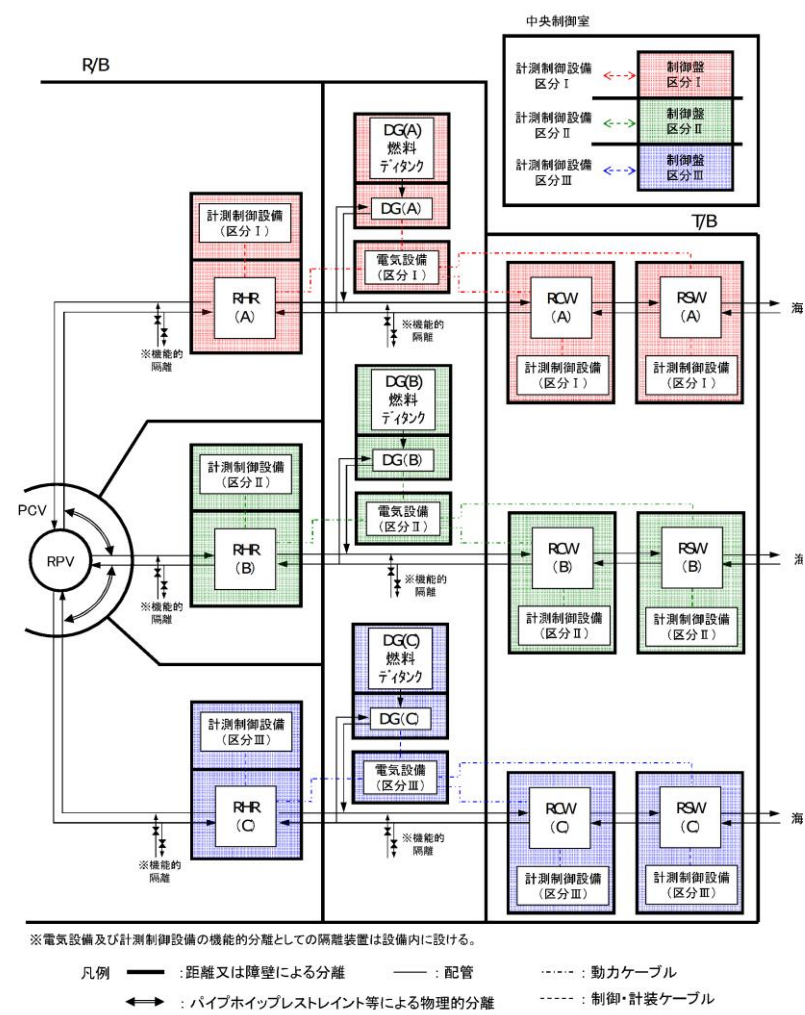 中央制御室
R/B
計測制御設備
区分Ⅰ
制御盤
区分Ⅰ
計測制御設備
区分Ⅱ
制御盤
区分Ⅱ
計測制御設備
区分Ⅲ
制御盤
区分Ⅲ
T/B
DG(A)
燃料
ディタンク
DG(A)
計測制御設備
(区分Ⅰ)
電気設備
(区分Ⅰ)
RHR
(A)
RCW
(A)
RSW
(A)
海
※機能的
隔離
※機能的
隔離
計測制御設備
(区分Ⅰ)
計測制御設備
(区分Ⅰ)
DG(B)
燃料
ディタンク
DG(B)
計測制御設備
(区分Ⅱ)
電気設備
(区分Ⅱ)
PCV
RPV
RHR
(B)
RCW
(B)
RSW
(B)
海
※機能的
隔離
※機能的
隔離
計測制御設備
(区分Ⅱ)
計測制御設備
(区分Ⅱ)
DG(C)
燃料
ディタンク
DG(C)
計測制御設備
(区分Ⅲ)
電気設備
(区分Ⅲ)
RHR
(C)
RCW
(C)
RSW
(C)
海
※機能的
隔離
※機能的
隔離
計測制御設備
(区分Ⅲ)
計測制御設備
(区分Ⅲ)
※電気設備及び計測制御設備の機能的分離としての隔離装置は設備内に設ける。
凡例 :距離又は障壁による分離 :配管 :動力ケーブル
:パイプホイップレストレイント等による物理的分離 :制御・計装ケーブル